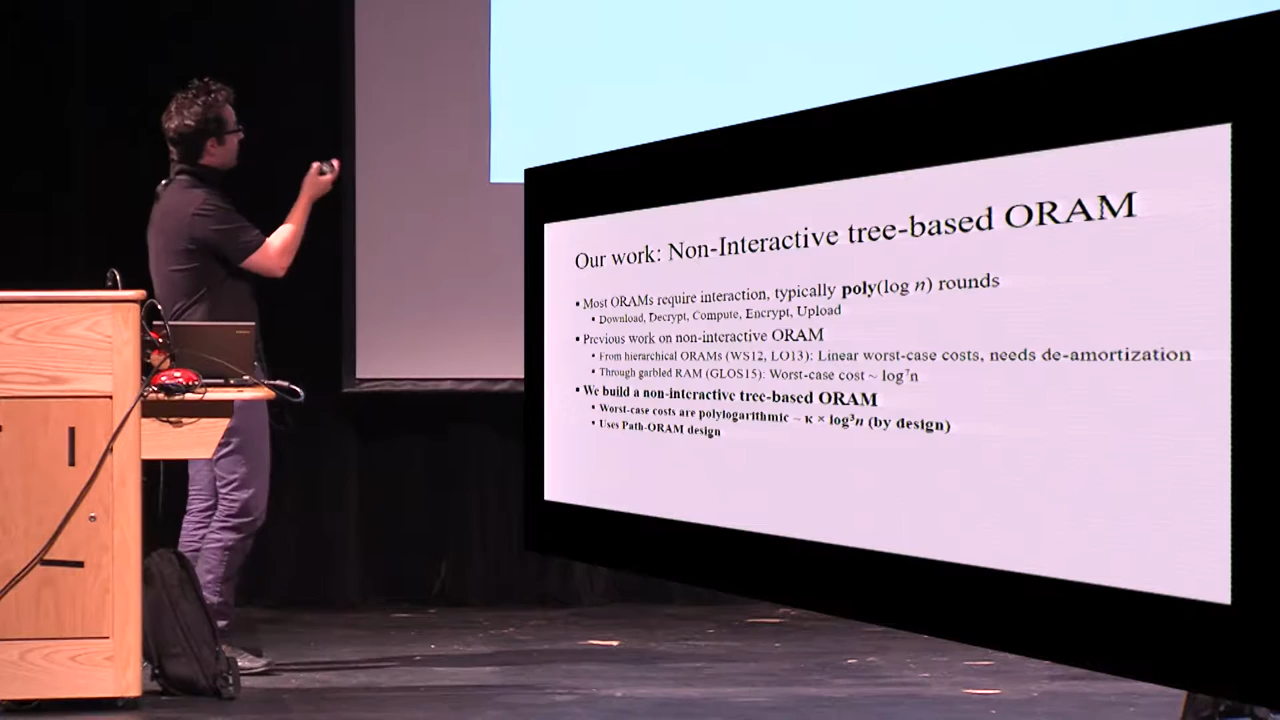 Our work: Non-Interactive tree-based ORAM
▪ Most ORAMs require interaction, typically poly(log n) rounds
• Download, Decrypt, Compute, Encrypt, Upload
▪ Previous work on non-interactive ORAM
• From hierarchical ORAMs (WS12, LO13): Linear worst-case costs, needs de-amortization
• Through garbled RAM (GLOS15): Worst-case cost ~ log⁷n
▪ We build a non-interactive tree-based ORAM
• Worst-case costs are polylogarithmic ~ κ × log³n (by design)
• Uses Path-ORAM design